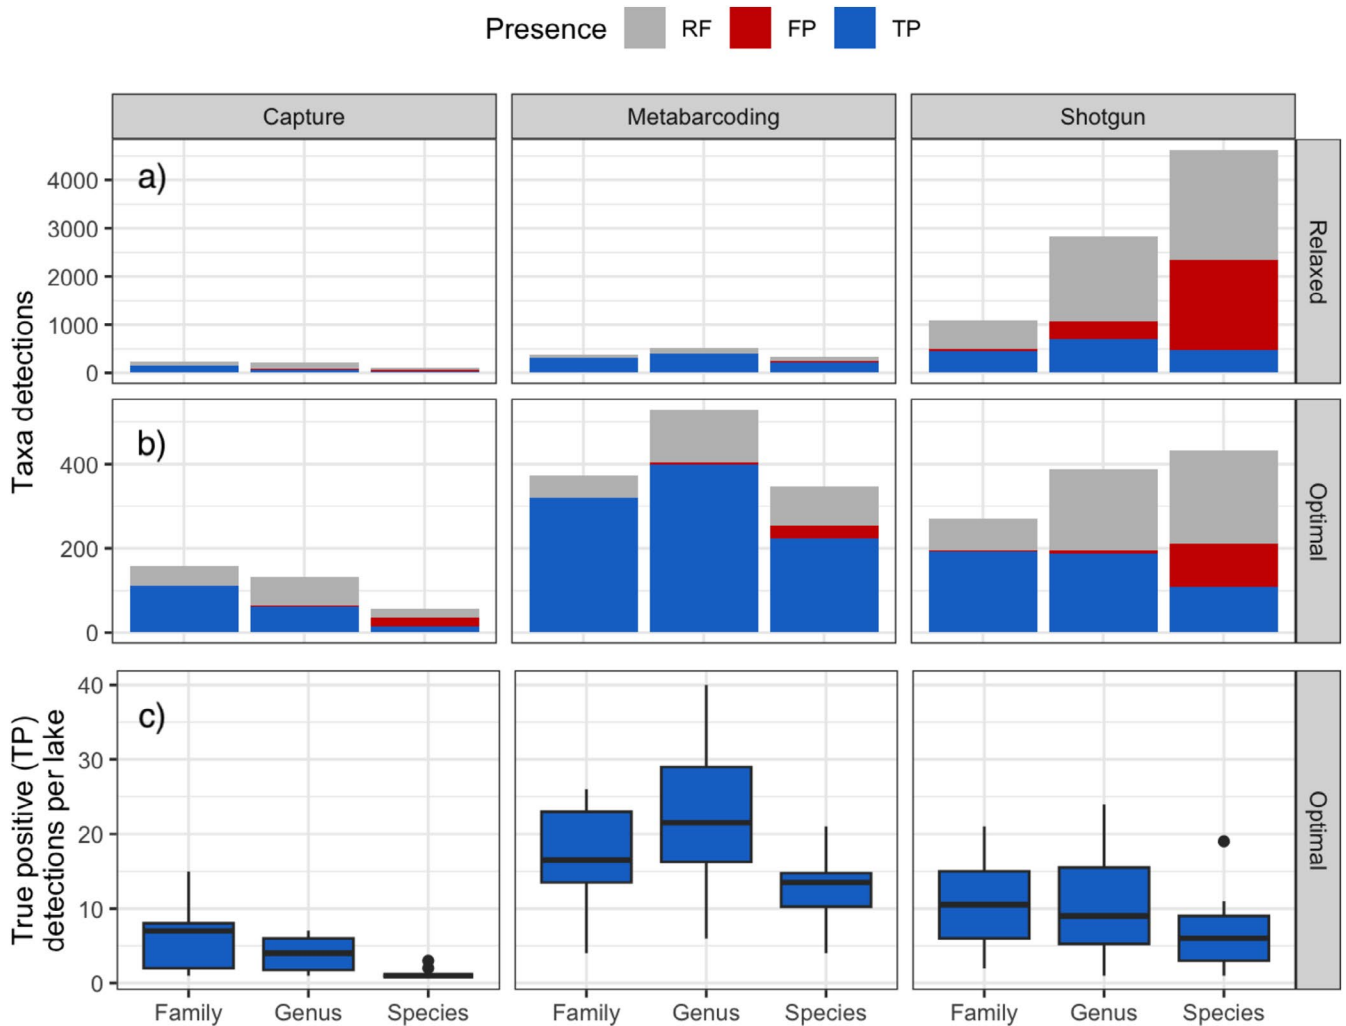 Presence RF FP TP
Capture Metabarcoding Shotgun
a)
4000
3000
2000
1000
0
Relaxed
Taxa detections
b)
400
200
0
Optimal
c)
40
30
20
10
0
True positive (TP)
detections per lake
Optimal
Family Genus Species Family Genus Species Family Genus Species